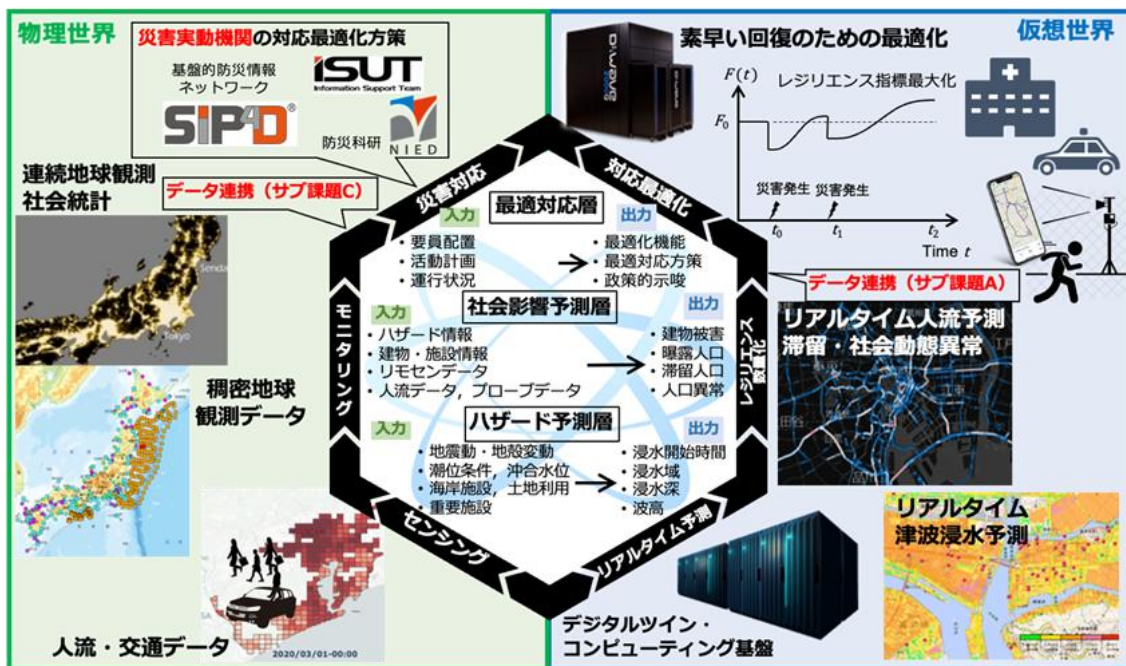 物理世界
災害実動機関の対応最適化方策
基盤的防災情報
ネットワーク
iSUT
Information Support Team
SIP4D®
防災科研
NIED
連続地球観測
社会統計
データ連携（サブ課題C）
Sendai
Tokyo
稠密地球
観測データ
人流・交通データ
2020/03/01-00:00
仮想世界
素早い回復のための最適化
D:wave
F(t)
レジリエンス指標最大化
F0
災害発生
災害発生
t0
t1
t2
Time t
データ連携（サブ課題A）
リアルタイム人流予測
滞留・社会動態異常
リアルタイム
津波浸水予測
デジタルツイン・
コンピューティング基盤
災害対応
対応最適化
モニタリング
レジリエンス
数量化
センシング
リアルタイム予測
最適対応層
入力
出力
・要員配置
・活動計画
・運行状況
・最適化機能
・最適対応方策
・政策的示唆
社会影響予測層
入力
出力
・ハザード情報
・建物・施設情報
・リモセンデータ
・人流データ，プローブデータ
・建物被害
・曝露人口
・滞留人口
・人口異常
ハザード予測層
入力
出力
・地震動・地殻変動
・潮位条件，沖合水位
・海岸施設，土地利用
・重要施設
・浸水開始時間
・浸水域
・浸水深
・波高